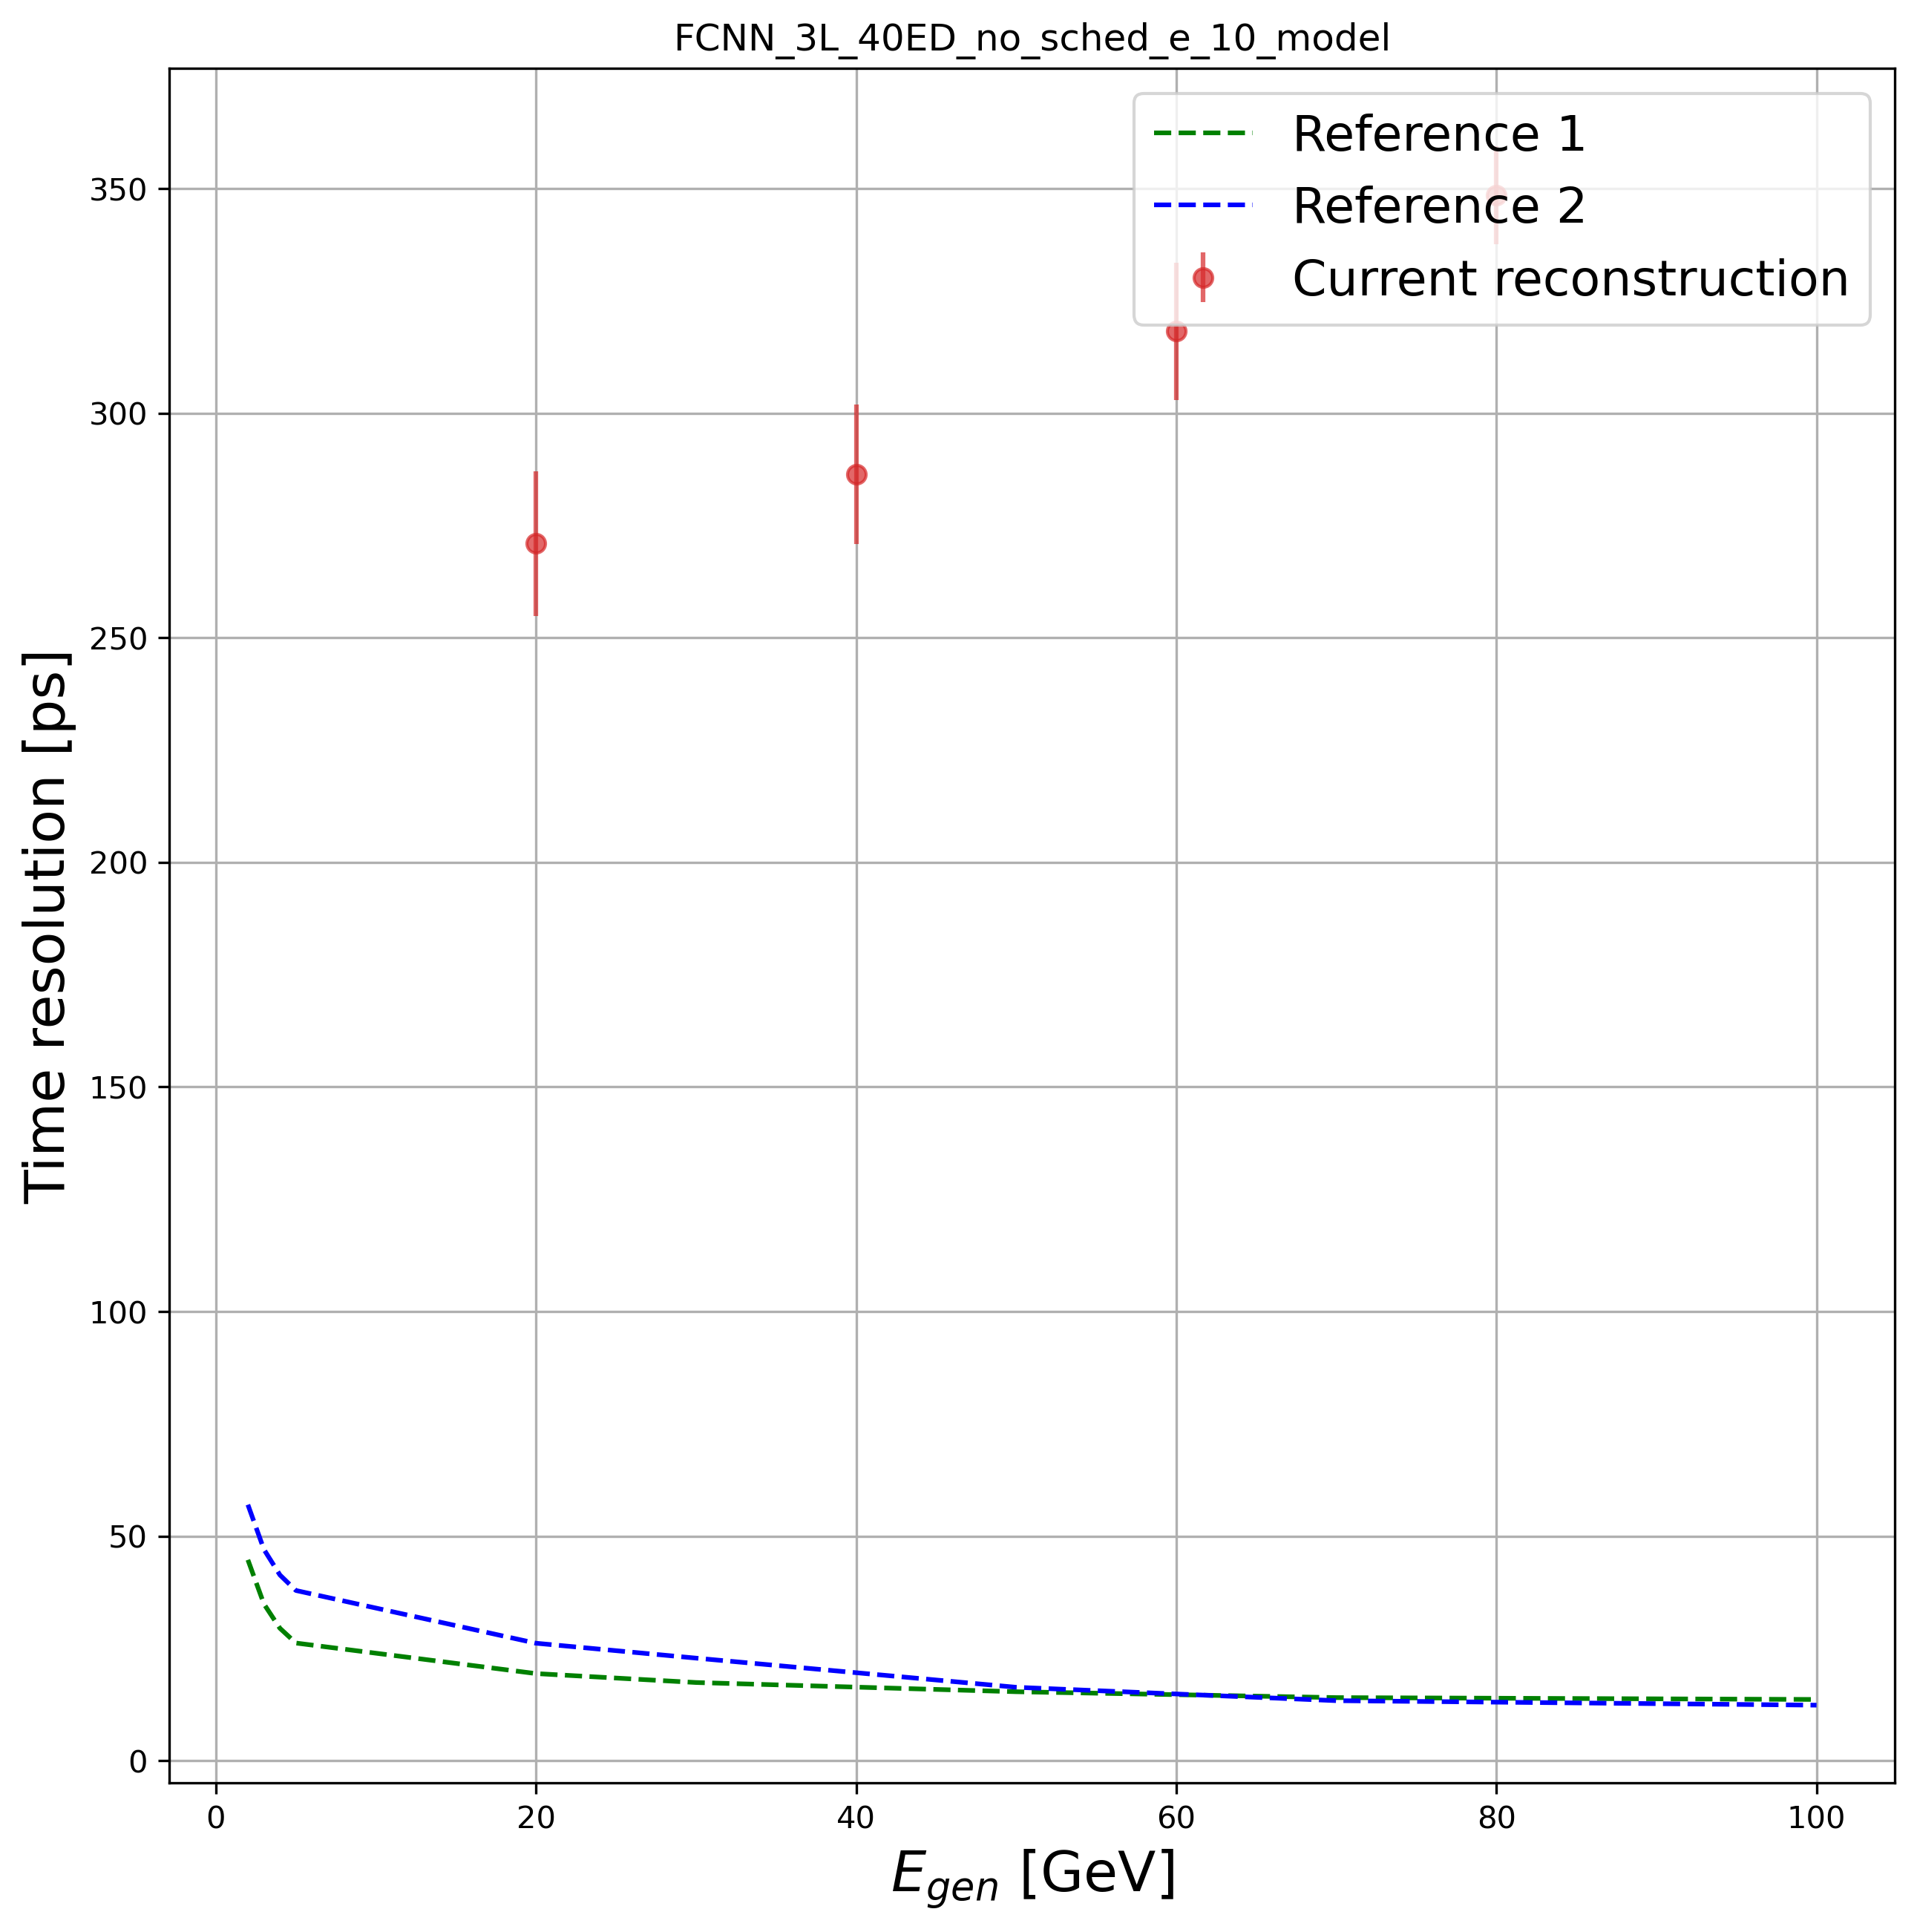 FCNN_3L_40ED_no_sched_e_10_model
Reference 1
Reference 2
Current reconstruction
Time resolution [ps]
350
300
250
200
150
100
50
0
0 20 40 60 80 100
E_gen [GeV]